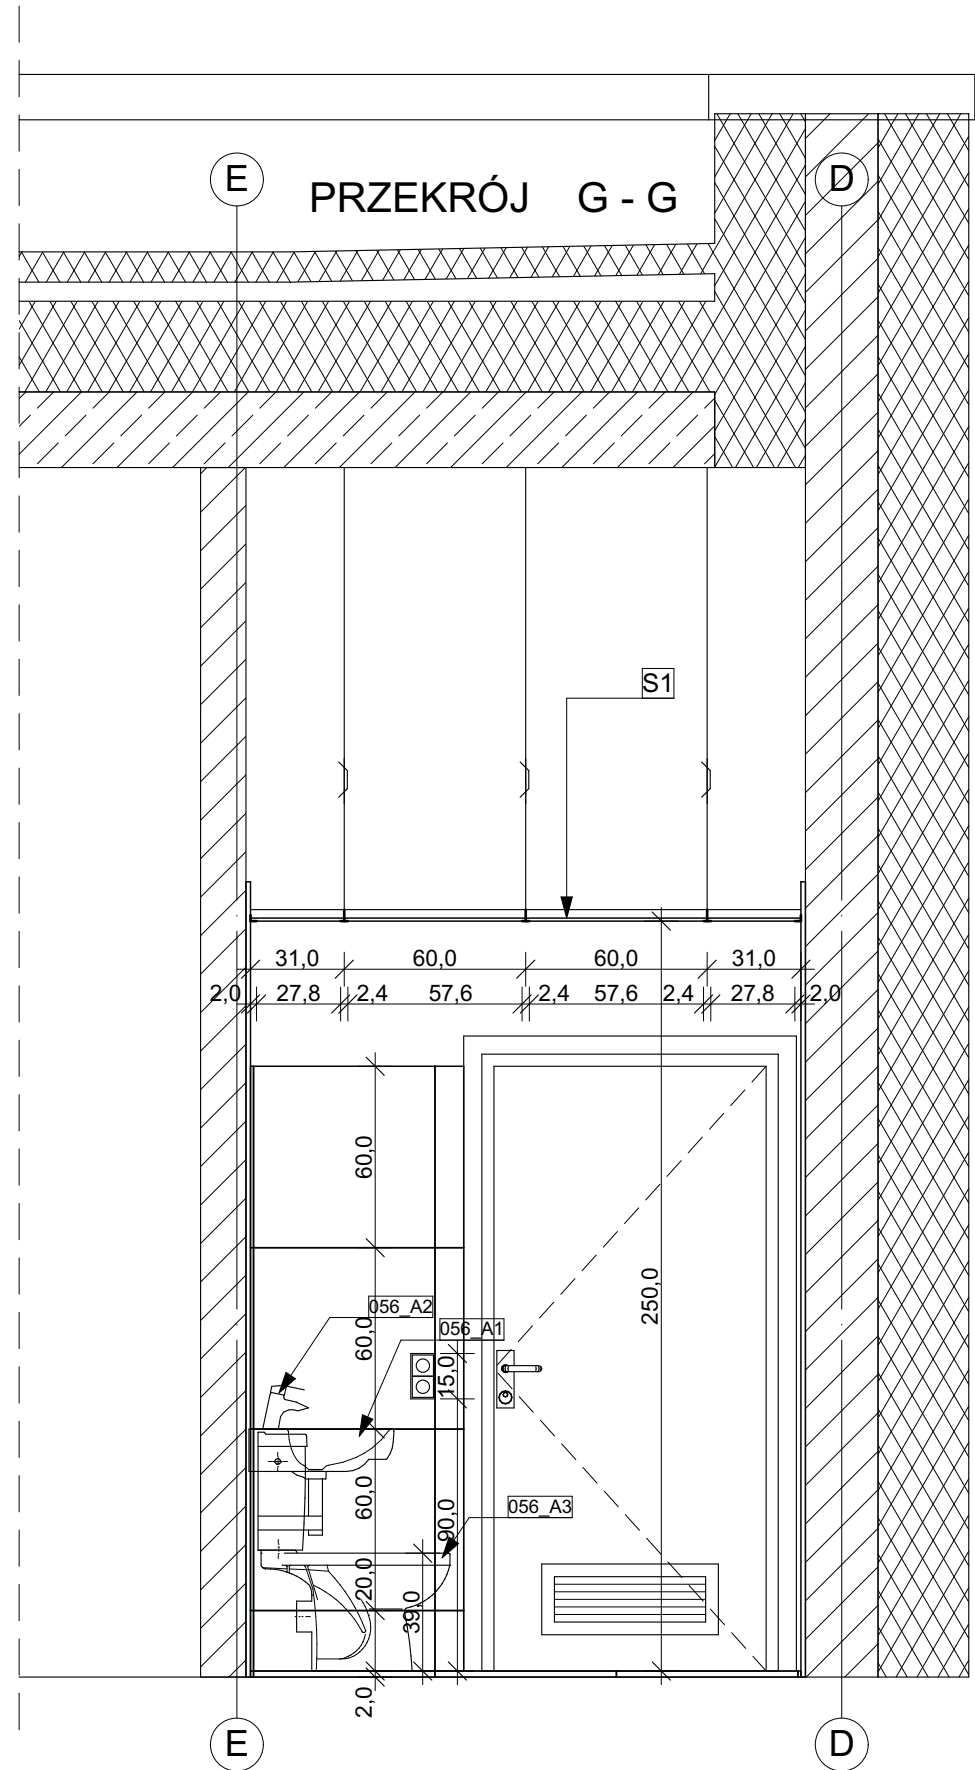 E
PRZEKRÓJ G - G
D
S1
31,0 60,0 60,0 31,0
2,0 27,8 2,4 57,6 2,4 57,6 2,4 27,8 2,0
60,0
250,0
056_A2
60,0
056_A1
15,0
60,0
90,0
056_A3
20,0
39,0
2,0
E
D